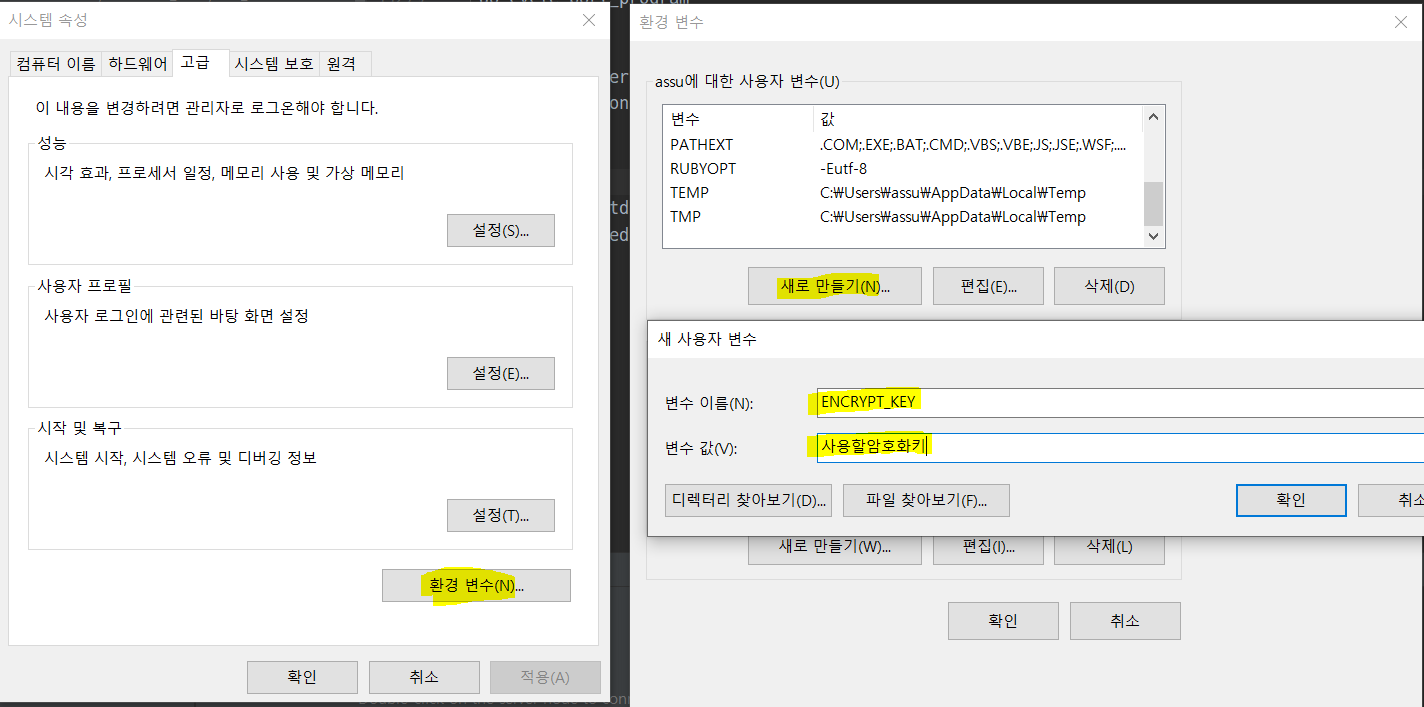 시스템 속성
컴퓨터 이름 하드웨어 고급 시스템 보호 원격
이 내용을 변경하려면 관리자로 로그온해야 합니다.
성능
시각 효과, 프로세서 일정, 메모리 사용 및 가상 메모리
설정(S)...
사용자 프로필
사용자 로그인에 관련된 바탕 화면 설정
설정(E)...
시작 및 복구
시스템 시작, 시스템 오류 및 디버깅 정보
설정(T)...
환경 변수(N)...
확인 취소 적용(A)
환경 변수
assu에 대한 사용자 변수(U)
변수 값
PATHEXT .COM;.EXE;.BAT;.CMD;.VBS;.VBE;JS;JSE;.WSF;....
RUBYOPT -Eutf-8
TEMP C:\Users\assu\AppData\Local\Temp
TMP C:\Users\assu\AppData\Local\Temp
새로 만들기(N)... 편집(E)... 삭제(D)
새 사용자 변수
변수 이름(N): ENCRYPT_KEY
변수 값(V): 사용할암호화키
디렉터리 찾아보기(D)... 파일 찾아보기(F)... 확인 취소
새로 만들기(W)... 편집(I)... 삭제(L)
확인 취소